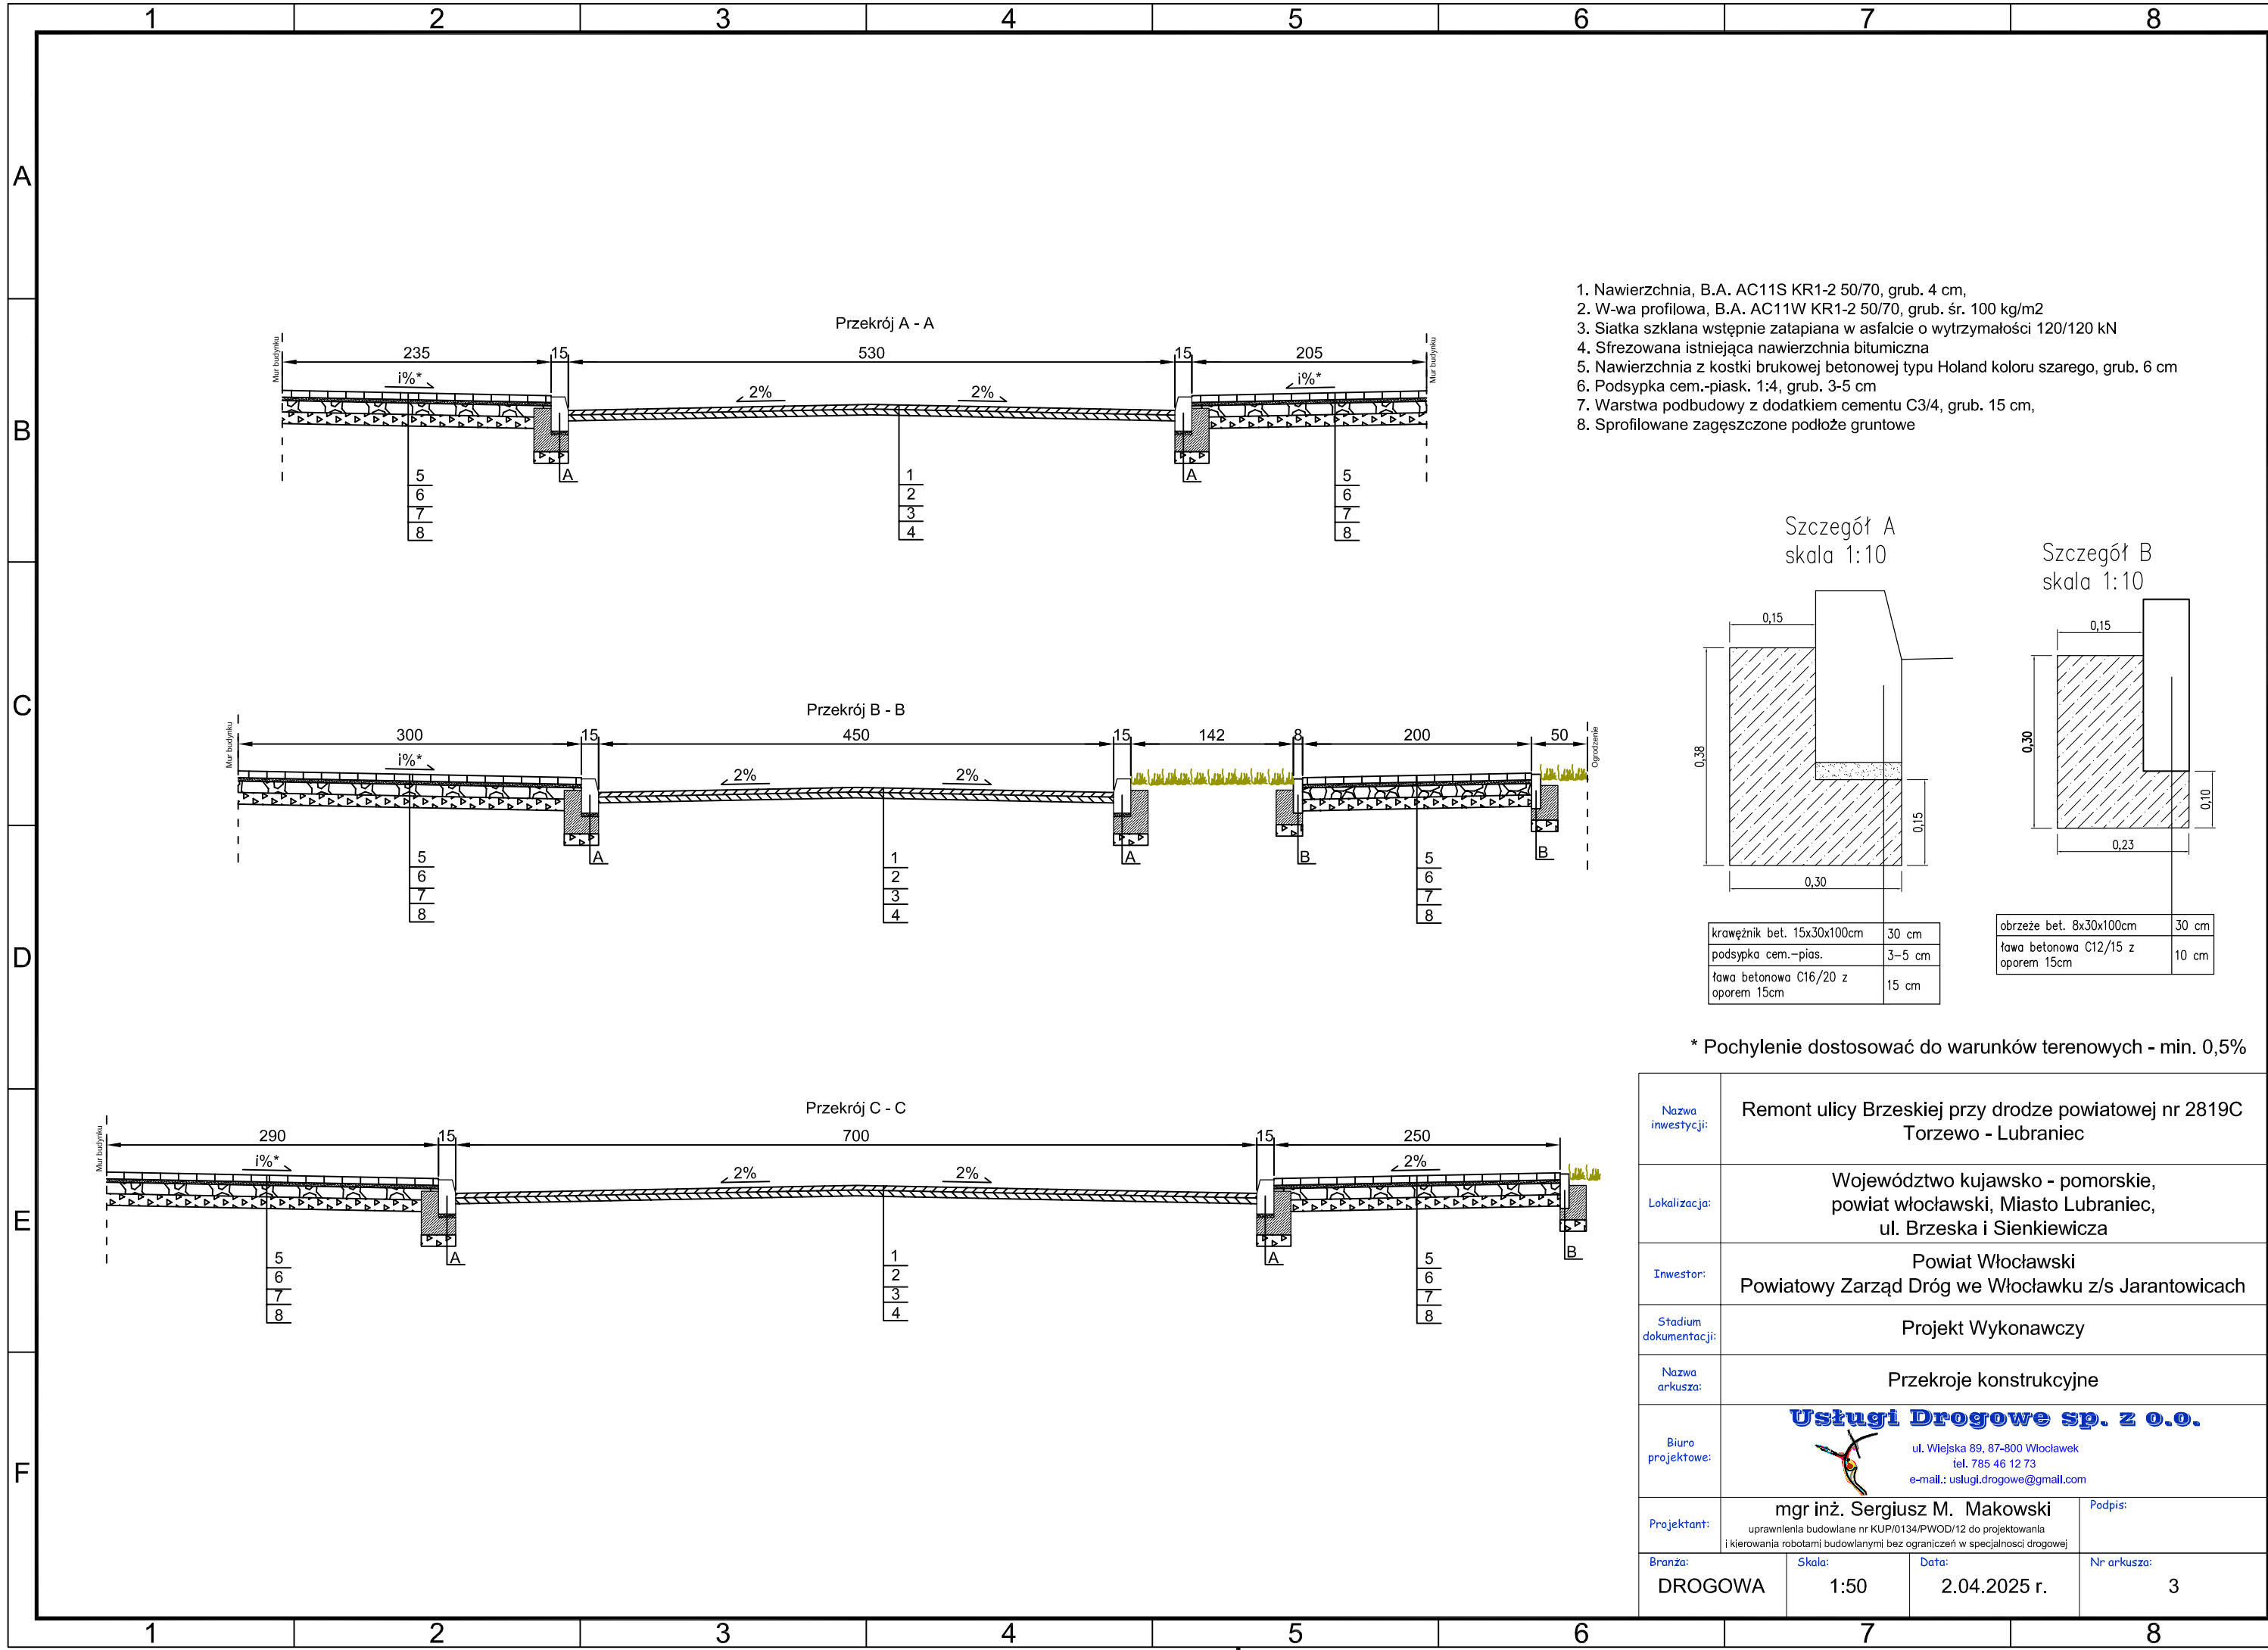 1 2 3 4 5 6 7 8
A
B
C
D
E
F
Przekrój A - A
Mur budynku
235
15
530
15
205
Mur budynku
i%*
2%
2%
i%*
A
A
5
6
7
8
1
2
3
4
5
6
7
8
Przekrój B - B
Mur budynku
300
15
450
15
142
8
200
50
Ogrodzenie
i%*
2%
2%
A
A
B
B
5
6
7
8
1
2
3
4
5
6
7
8
Przekrój C - C
Mur budynku
290
15
700
15
250
i%*
2%
2%
2%
A
A
B
5
6
7
8
1
2
3
4
5
6
7
8
1. Nawierzchnia, B.A. AC11S KR1-2 50/70, grub. 4 cm,
2. W-wa profilowa, B.A. AC11W KR1-2 50/70, grub. śr. 100 kg/m2
3. Siatka szklana wstępnie zatapiana w asfalcie o wytrzymałości 120/120 kN
4. Sfrezowana istniejąca nawierzchnia bitumiczna
5. Nawierzchnia z kostki brukowej betonowej typu Holand koloru szarego, grub. 6 cm
6. Podsypka cem.-piask. 1:4, grub. 3-5 cm
7. Warstwa podbudowy z dodatkiem cementu C3/4, grub. 15 cm,
8. Sprofilowane zagęszczone podłoże gruntowe
Szczegół A
skala 1:10
0,15
0,38
0,15
0,30
krawężnik bet. 15x30x100cm 30 cm
podsypka cem.-pias. 3-5 cm
ława betonowa C16/20 z
oporem 15cm
15 cm
Szczegół B
skala 1:10
0,15
0,30
0,10
0,23
obrzeże bet. 8x30x100cm 30 cm
ława betonowa C12/15 z
oporem 15cm
10 cm
* Pochylenie dostosować do warunków terenowych - min. 0,5%
Nazwa
inwestycji:
Remont ulicy Brzeskiej przy drodze powiatowej nr 2819C
Torzewo - Lubraniec
Lokalizacja:
Województwo kujawsko - pomorskie,
powiat włocławski, Miasto Lubraniec,
ul. Brzeska i Sienkiewicza
Inwestor:
Powiat Włocławski
Powiatowy Zarząd Dróg we Włocławku z/s Jarantowicach
Stadium
dokumentacji:
Projekt Wykonawczy
Nazwa
arkusza:
Przekroje konstrukcyjne
Biuro
projektowe:
Usługi Drogowe sp. z o.o.
ul. Wiejska 89, 87-800 Włocławek
tel. 785 46 12 73
e-mail.: uslugi.drogowe@gmail.com
Projektant:
mgr inż. Sergiusz M. Makowski
uprawnienia budowlane nr KUP/0134/PWOD/12 do projektowania
i kierowania robotami budowlanymi bez ograniczeń w specjalnosci drogowej
Podpis:
Branża:
DROGOWA
Skala:
1:50
Data:
2.04.2025 r.
Nr arkusza:
3
1 2 3 4 5 6 7 8